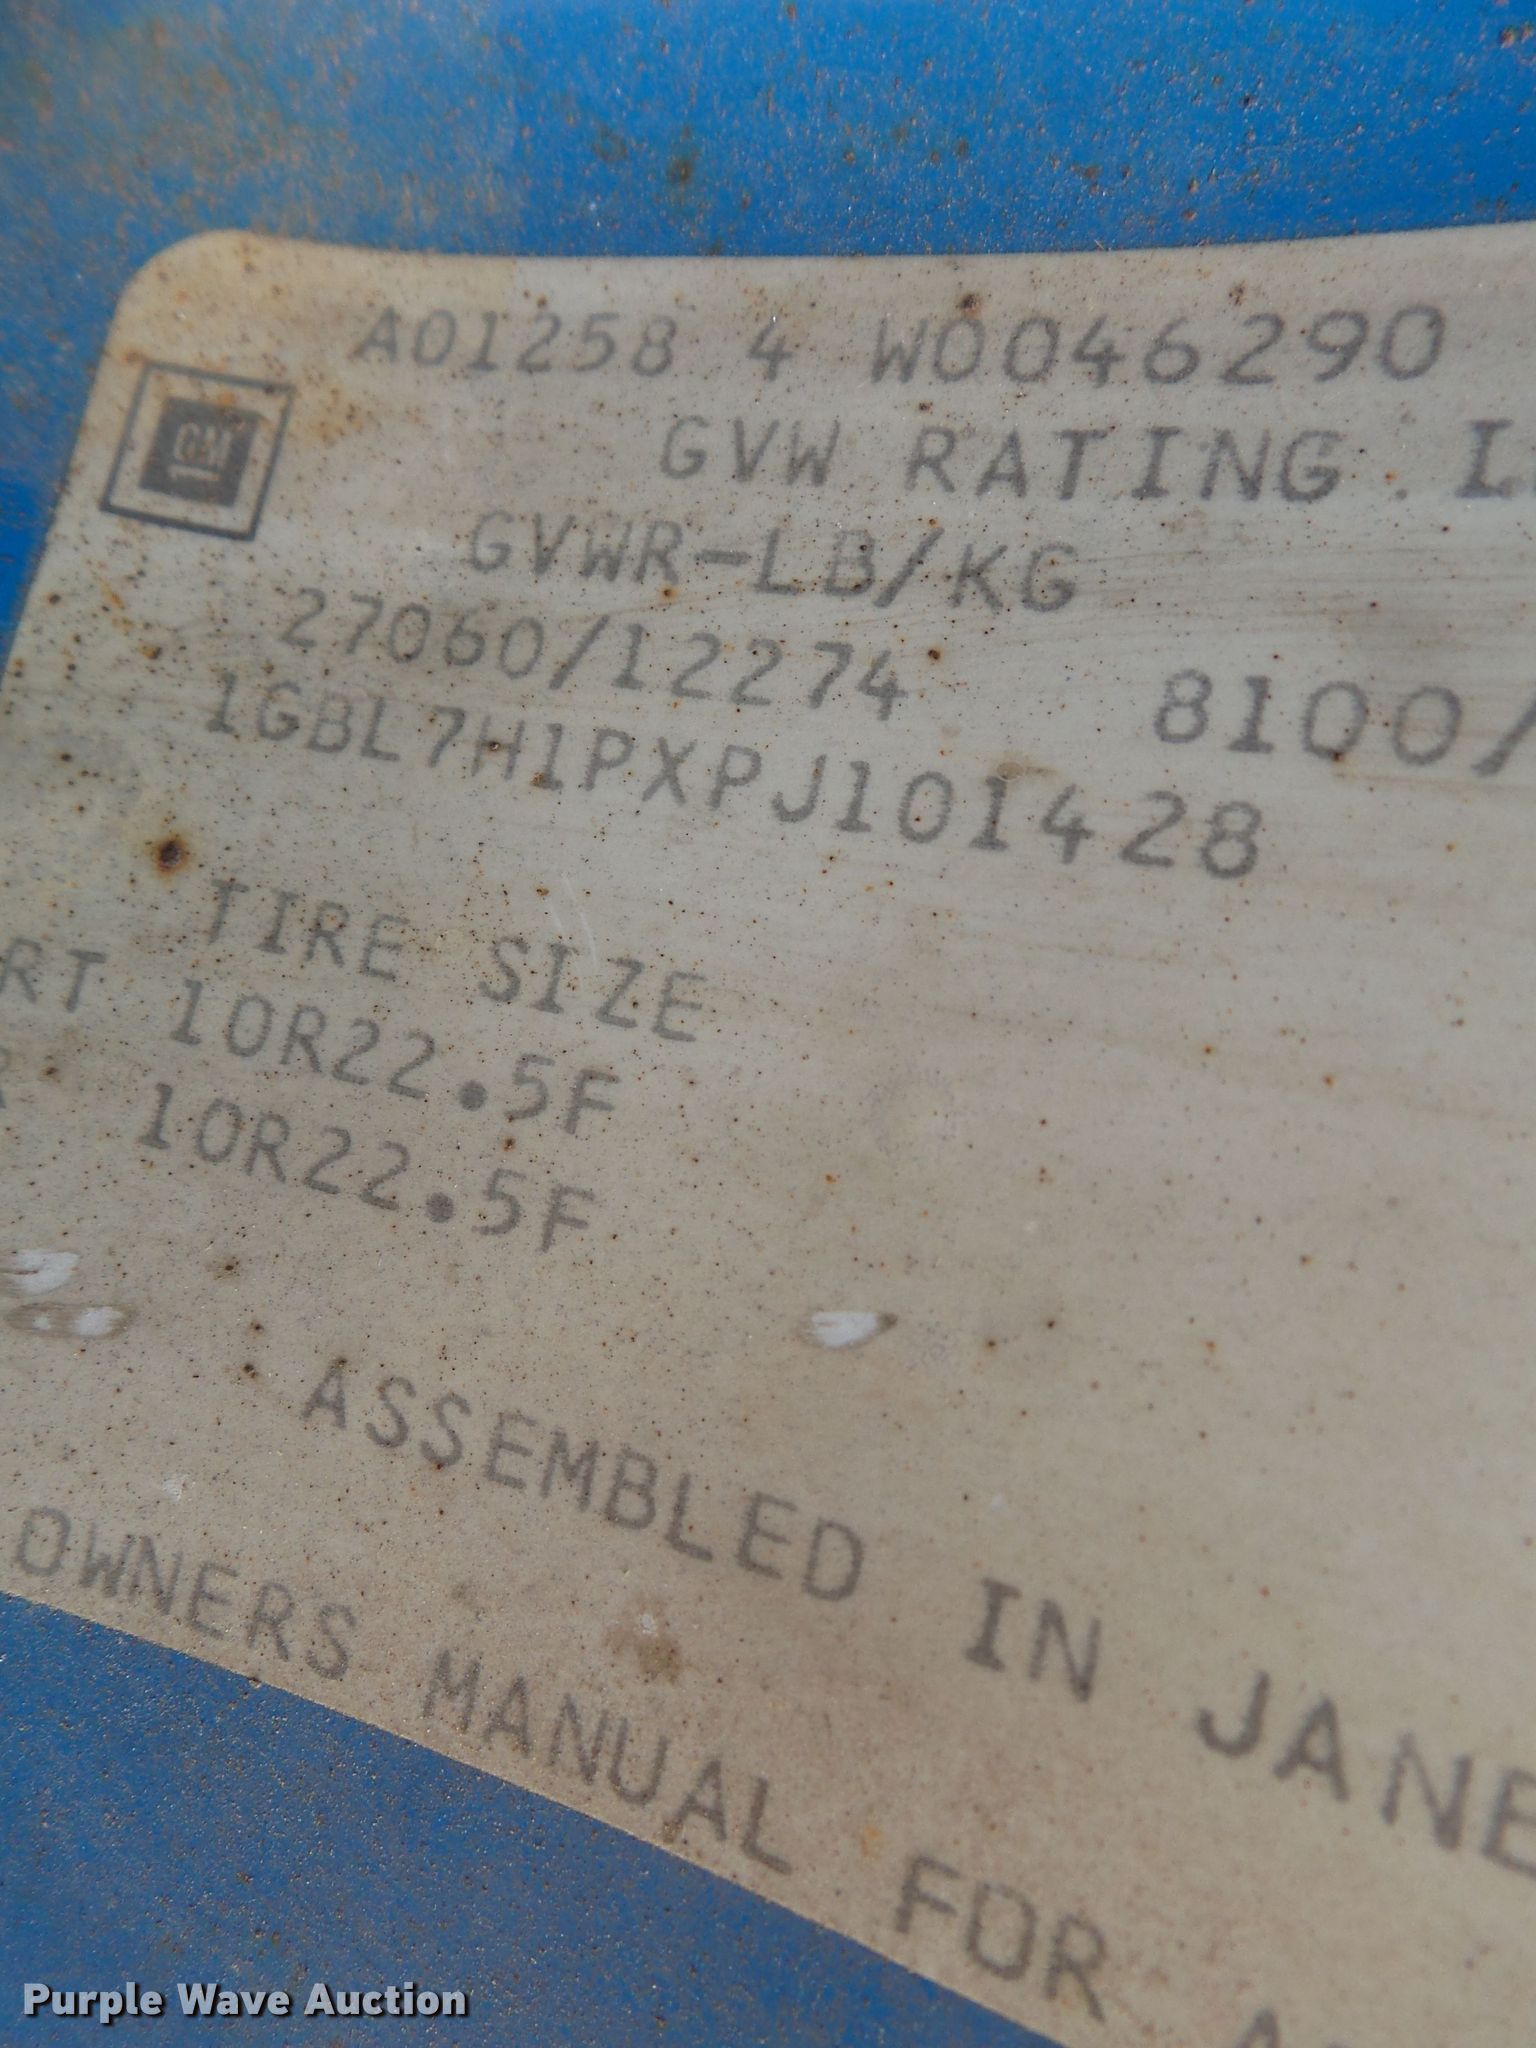 A01258 4 W0046290
GM
GVW RATING
GVWR-LB/KG
27060/12274 8100/
1GBL7H1PXPJ101428
TIRE SIZE
RT 10R22.5F
R 10R22.5F
ASSEMBLED IN JANE
OWNERS MANUAL FOR
Purple Wave Auction